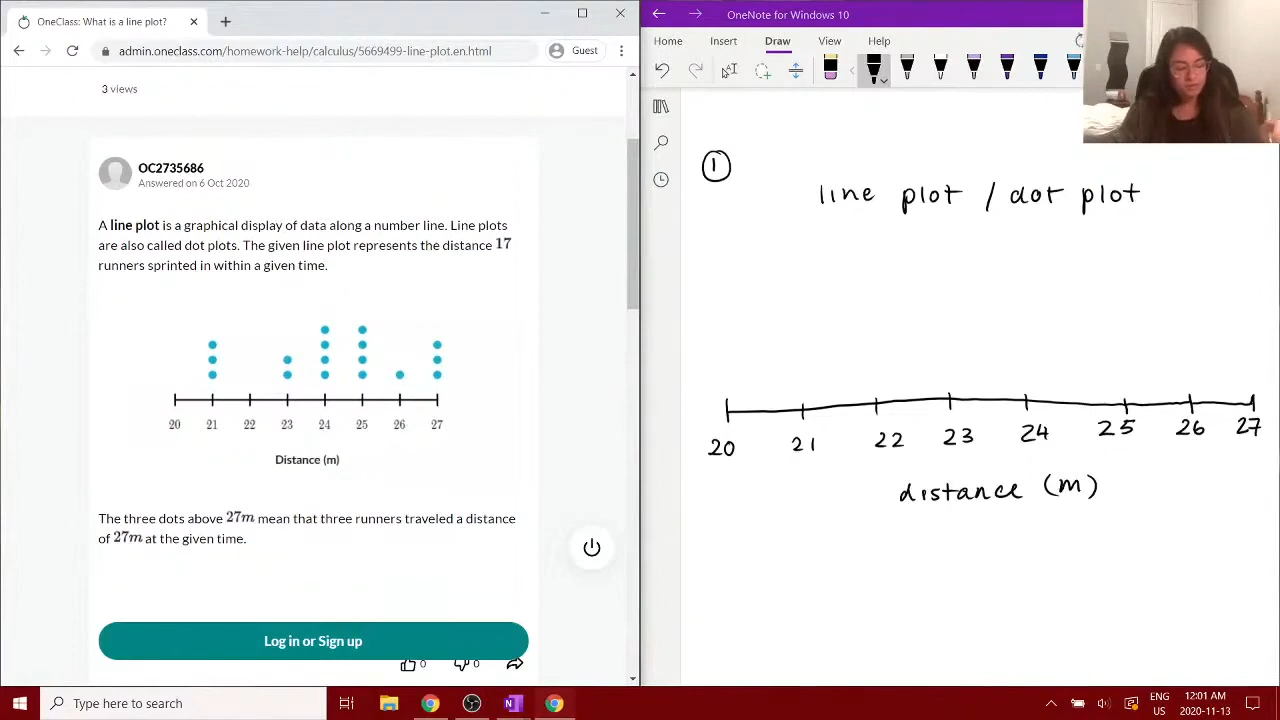 OneClass: What is a line plot?
admin.oneclass.com/homework-help/calculus/5669499-line-plot.en.html
Guest
3 views
OC2735686
Answered on 6 Oct 2020
A line plot is a graphical display of data along a number line. Line plots
are also called dot plots. The given line plot represents the distance 17
runners sprinted in within a given time.
20 21 22 23 24 25 26 27
Distance (m)
The three dots above 27m mean that three runners traveled a distance
of 27m at the given time.
Log in or Sign up
0 0
OneNote for Windows 10
Home Insert Draw View Help
1
line plot / dot plot
20 21 22 23 24 25 26 27
distance (m)
Type here to search
ENG
US
12:01 AM
2020-11-13